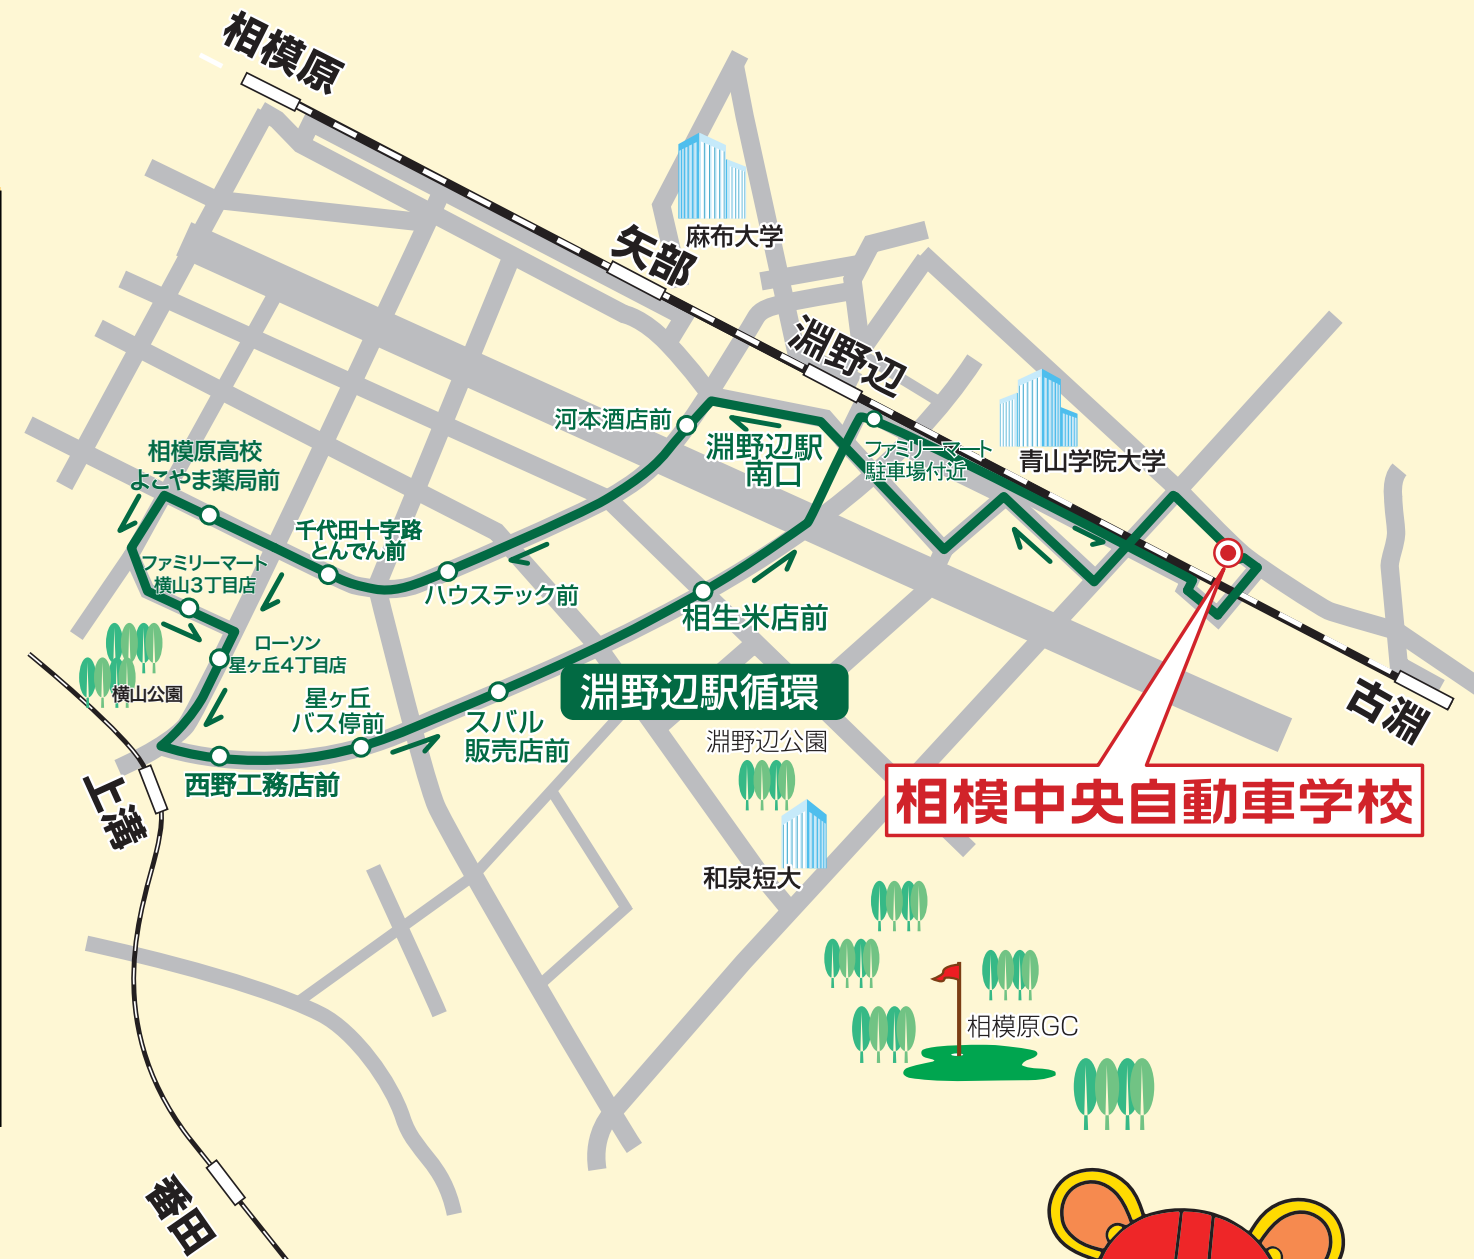 相模原
矢部
麻布大学
淵野辺
河本酒店前
淵野辺駅
南口
ファミリーマート
駐車場付近
青山学院大学
相模原高校
よこやま薬局前
千代田十字路
とんでん前
ファミリーマート
横山3丁目店
ハウステック前
相生米店前
ローソン
星ヶ丘4丁目店
横山公園
星ヶ丘
バス停前
スバル
販売店前
淵野辺駅循環
淵野辺公園
古淵
西野工務店前
上溝
相模中央自動車学校
和泉短大
相模原GC
番田